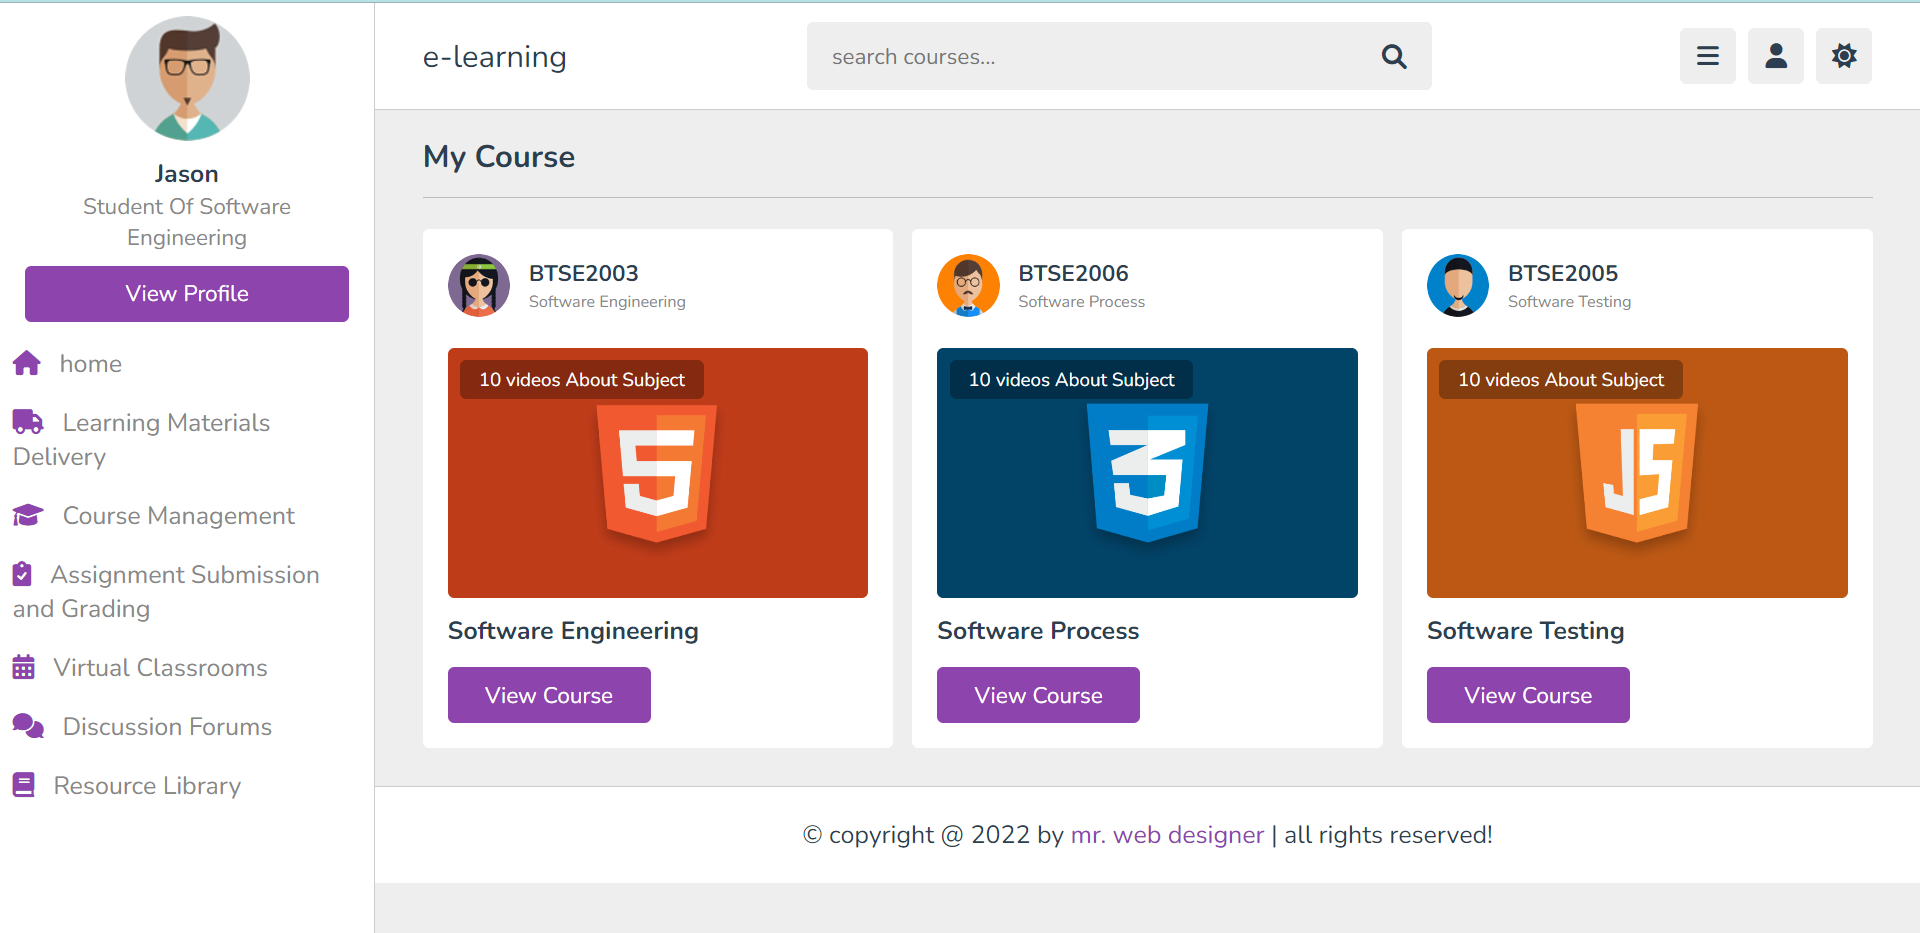 Jason
Student Of Software
Engineering
View Profile
home
Learning Materials
Delivery
Course Management
Assignment Submission
and Grading
Virtual Classrooms
Discussion Forums
Resource Library
e-learning
search courses...
My Course
BTSE2003
Software Engineering
10 videos About Subject
5
Software Engineering
View Course
BTSE2006
Software Process
10 videos About Subject
3
Software Process
View Course
BTSE2005
Software Testing
10 videos About Subject
JS
Software Testing
View Course
© copyright @ 2022 by mr. web designer | all rights reserved!